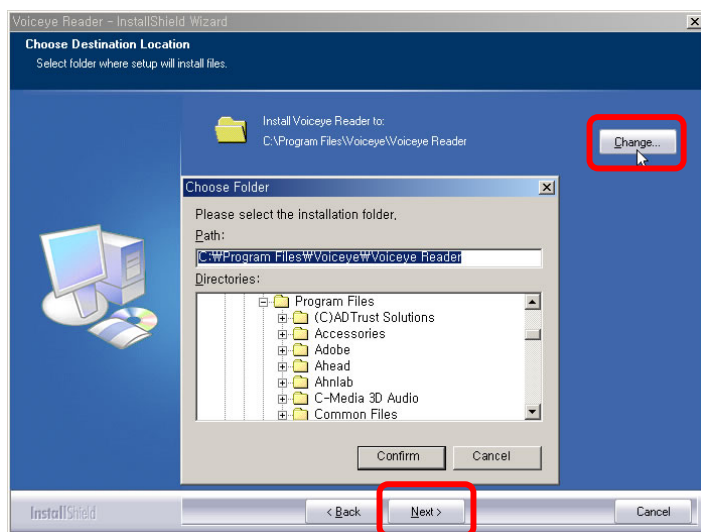 Voiceye Reader - InstallShield Wizard
Choose Destination Location
Select folder where setup will install files.
Install Voiceye Reader to:
C:\Program Files\Voiceye\Voiceye Reader
Change...
Choose Folder
Please select the installation folder,
Path:
C:₩Program Files₩Voiceye₩Voiceye Reader
Directories:
Program Files
(C)ADTrust Solutions
Accessories
Adobe
Ahead
Ahnlab
C-Media 3D Audio
Common Files
Confirm Cancel
InstallShield < Back Next > Cancel